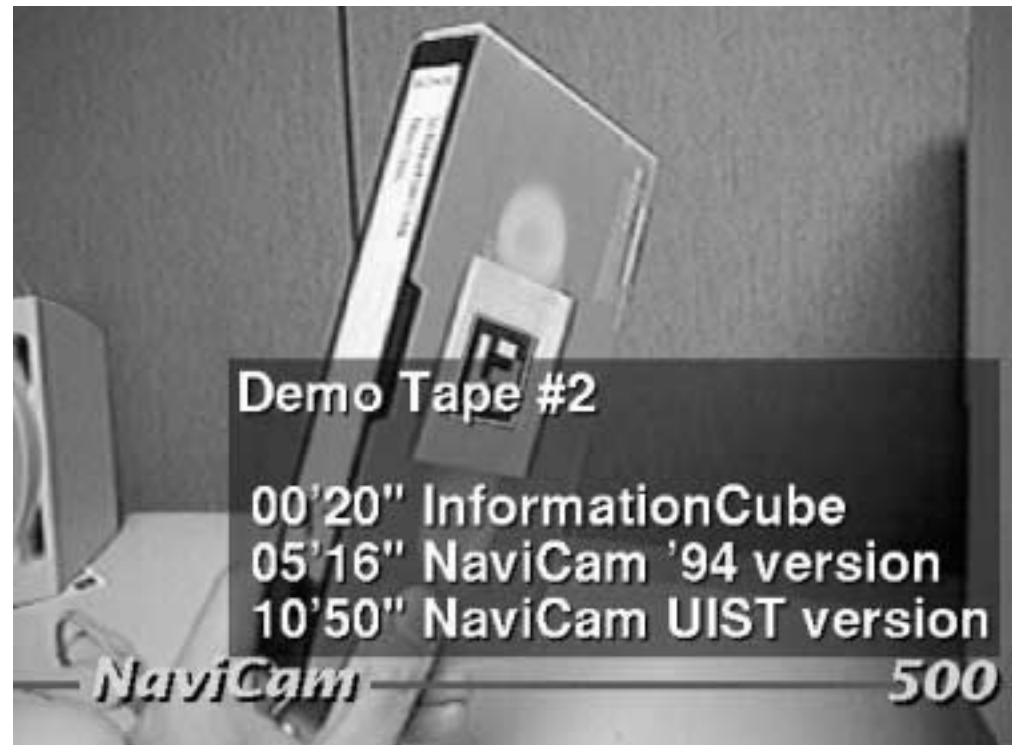 Demo Tape #2
00'20" InformationCube
05'16" NaviCam '94 version
10'50" NaviCam UIST version
NaviCam
500